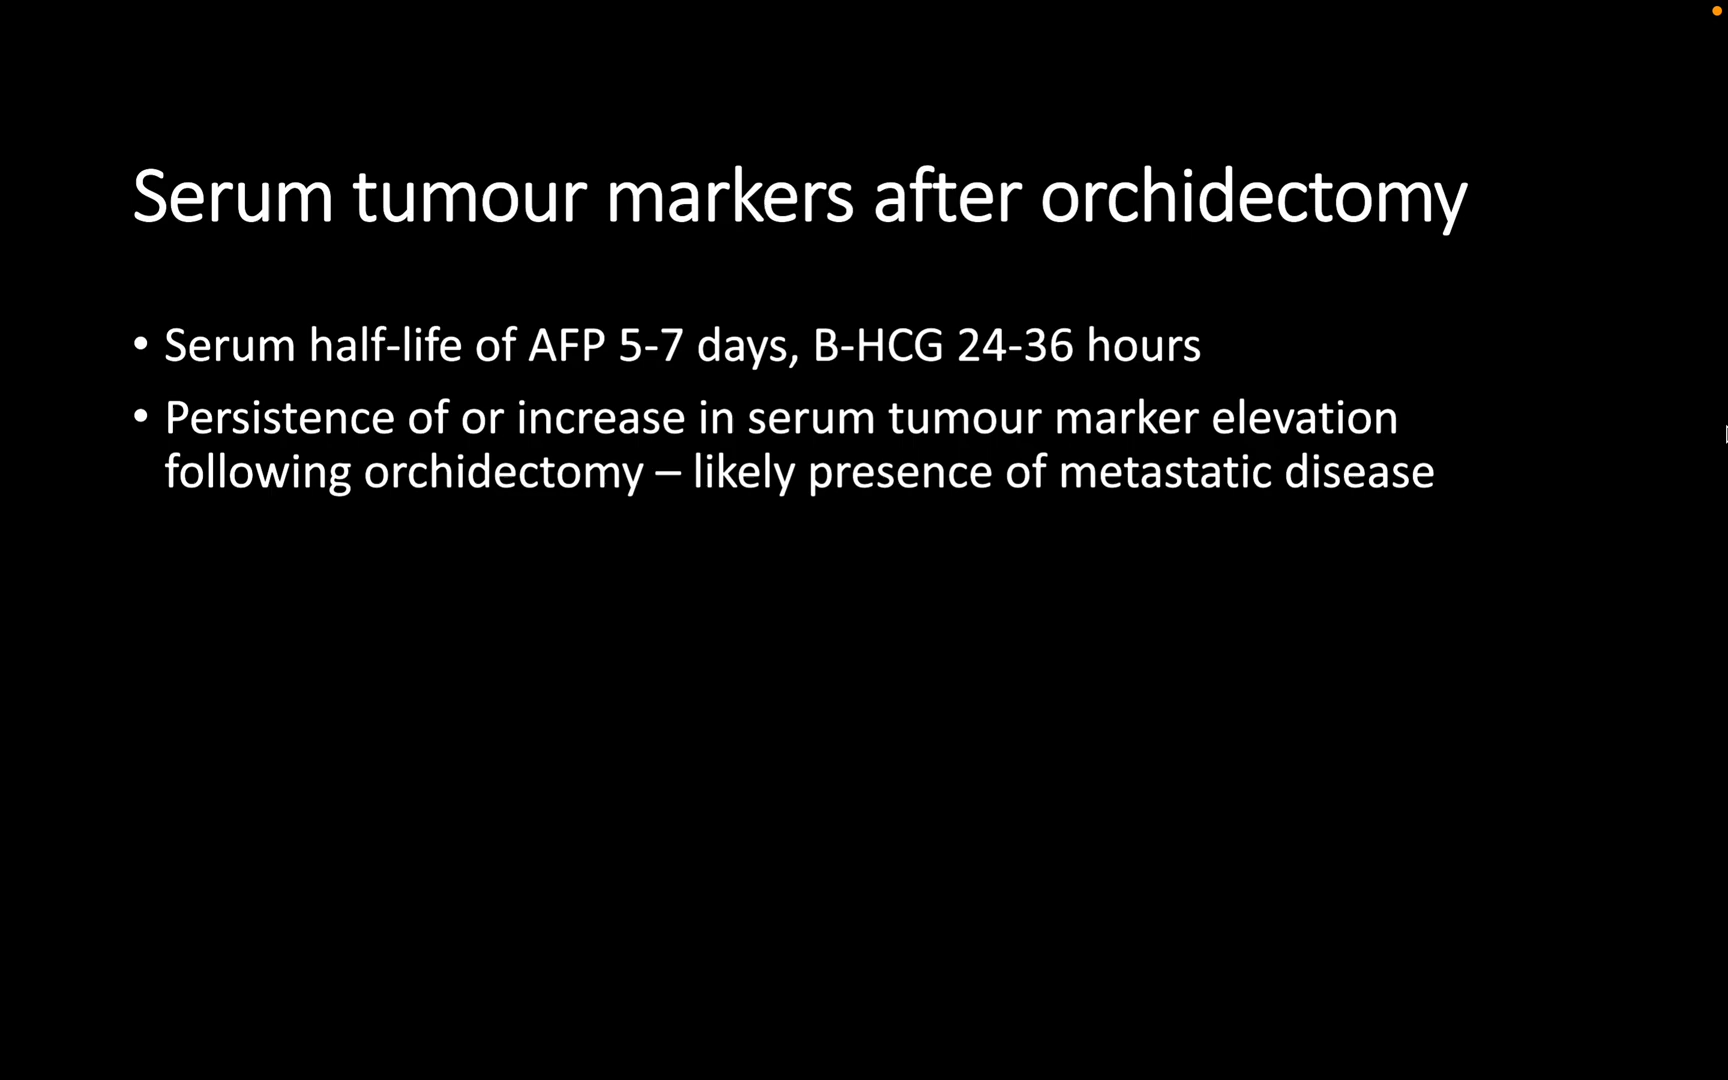 Serum tumour markers after orchidectomy
• Serum half-life of AFP 5-7 days, B-HCG 24-36 hours
• Persistence of or increase in serum tumour marker elevation
following orchidectomy – likely presence of metastatic disease